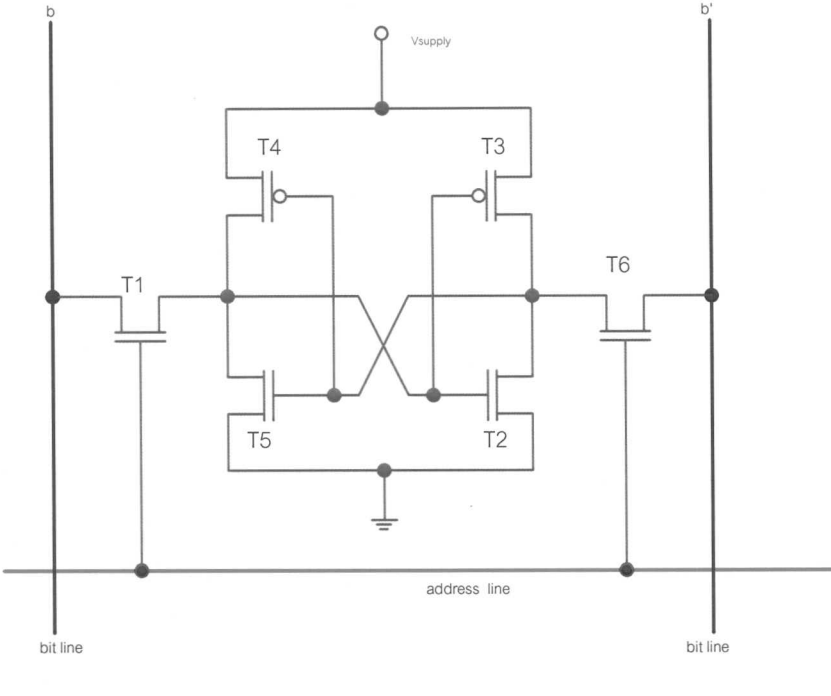 b
b'
Vsupply
T4
T3
T1
T6
T5
T2
address line
bit line
bit line